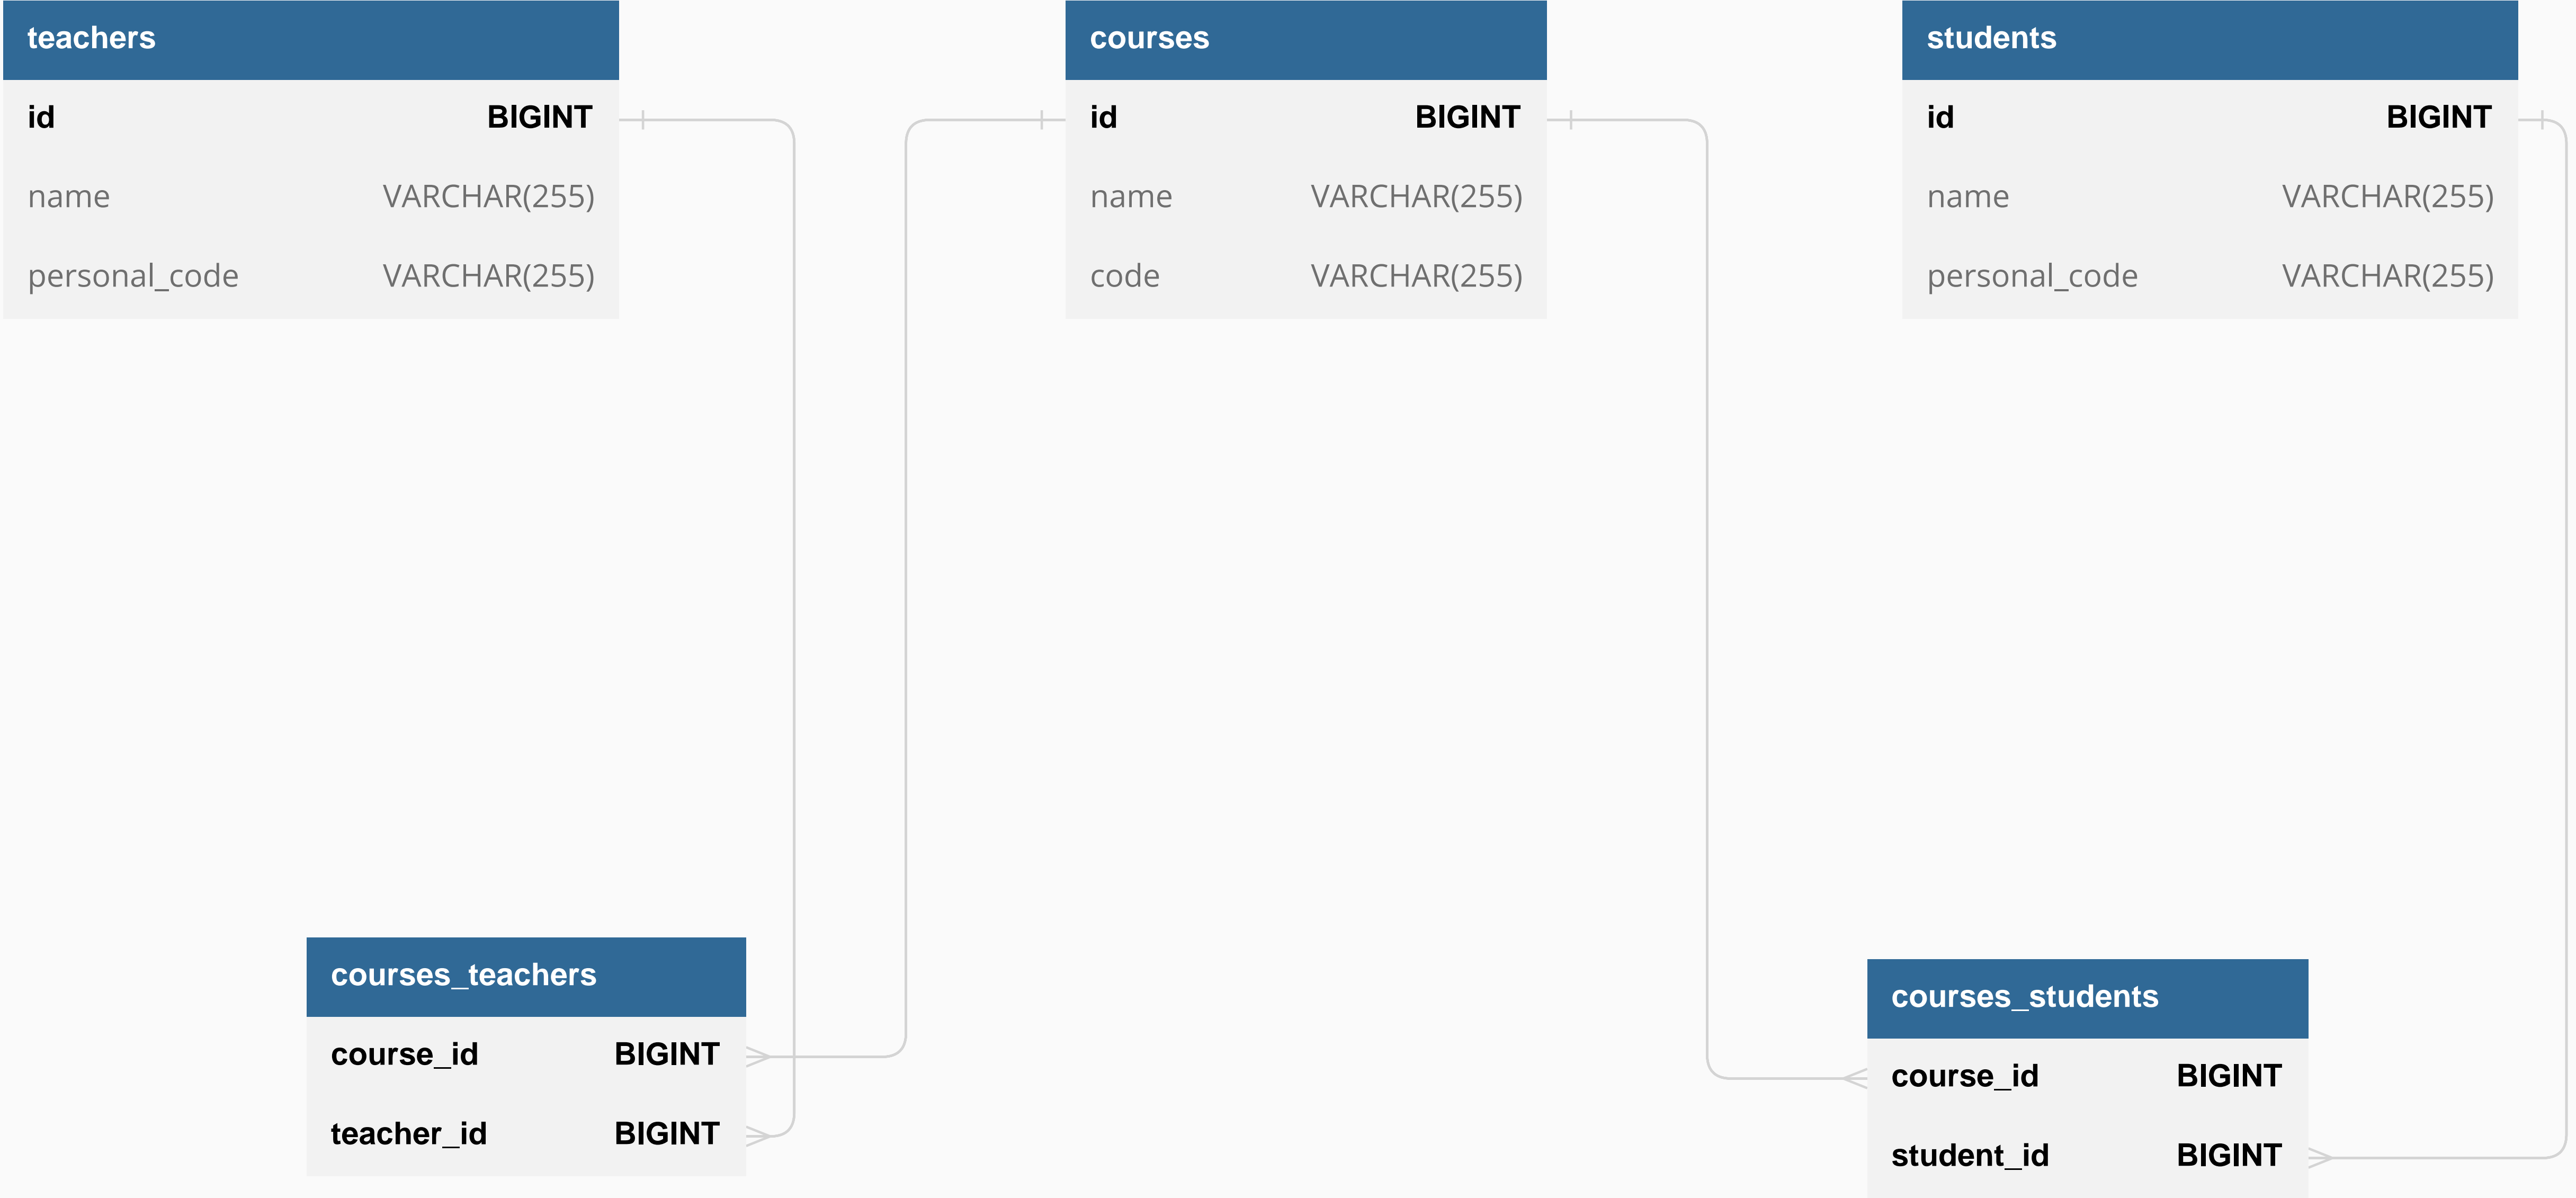 teachers
id BIGINT
name VARCHAR(255)
personal_code VARCHAR(255)
courses
id BIGINT
name VARCHAR(255)
code VARCHAR(255)
students
id BIGINT
name VARCHAR(255)
personal_code VARCHAR(255)
courses_teachers
course_id BIGINT
teacher_id BIGINT
courses_students
course_id BIGINT
student_id BIGINT